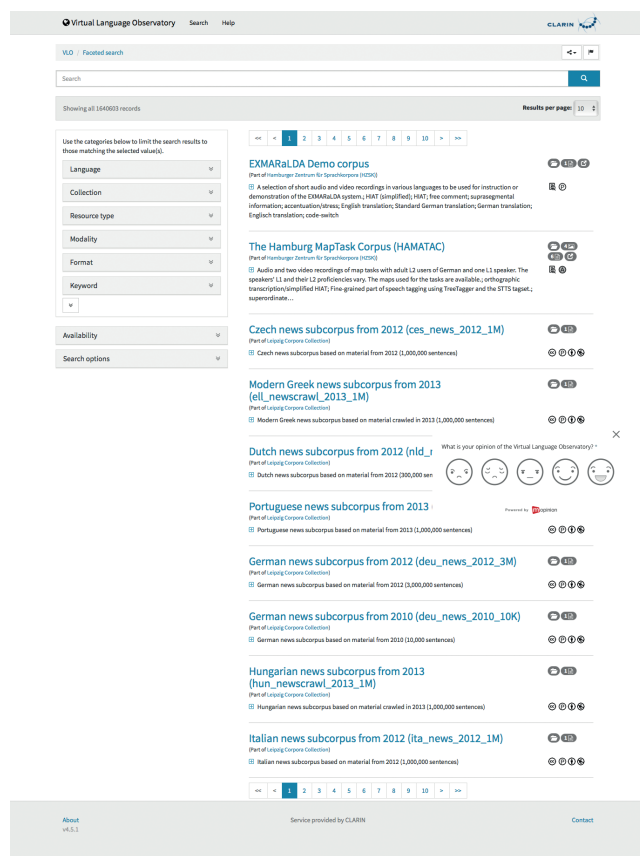 Virtual Language Observatory Search Help CLARIN
VLO / Faceted search
Search
Showing all 1640603 records Results per page: 10
Use the categories below to limit the search results to
those matching the selected value(s).
Language
Collection
Resource type
Modality
Format
Keyword
Availability
Search options
<< < 1 2 3 4 5 6 7 8 9 10 > >>
EXMARaLDA Demo corpus
(Part of Hamburger Zentrum für Sprachkorpora (HZSK))
A selection of short audio and video recordings in various languages to be used for instruction or
demonstration of the EXMARaLDA system.; HIAT (simplified); HIAT; free comment; suprasegmental
information; accentuation/stress; English translation; Standard German translation; German translation;
Englisch translation; code-switch
1
The Hamburg MapTask Corpus (HAMATAC)
(Part of Hamburger Zentrum für Sprachkorpora (HZSK))
Audio and two video recordings of map tasks with adult L2 users of German and one L1 speaker. The
speakers' L1 and their L2 proficiencies vary. The maps used for the tasks are available.; orthographic
transcription/simplified HIAT; Fine-grained part of speech tagging using TreeTagger and the STTS tagset.;
superordinate…
Czech news subcorpus from 2012 (ces_news_2012_1M)
(Part of Leipzig Corpora Collection)
Czech news subcorpus based on material from 2012 (1,000,000 sentences)
1
Modern Greek news subcorpus from 2013
(ell_newscrawl_2013_1M)
(Part of Leipzig Corpora Collection)
Modern Greek news subcorpus based on material crawled in 2013 (1,000,000 sentences)
1
Dutch news subcorpus from 2012 (nld_
(Part of Leipzig Corpora Collection)
Dutch news subcorpus based on material from 2012 (300,000 sen
What is your opinion of the Virtual Language Observatory? *
Powered by mopinion
Portuguese news subcorpus from 2013
(Part of Leipzig Corpora Collection)
Portuguese news subcorpus based on material from 2013 (1,000,000 sentences)
German news subcorpus from 2012 (deu_news_2012_3M)
(Part of Leipzig Corpora Collection)
German news subcorpus based on material from 2012 (3,000,000 sentences)
1
German news subcorpus from 2010 (deu_news_2010_10K)
(Part of Leipzig Corpora Collection)
German news subcorpus based on material from 2010 (10,000 sentences)
1
Hungarian news subcorpus from 2013
(hun_newscrawl_2013_1M)
(Part of Leipzig Corpora Collection)
Hungarian news subcorpus based on material crawled in 2013 (1,000,000 sentences)
1
Italian news subcorpus from 2012 (ita_news_2012_1M)
(Part of Leipzig Corpora Collection)
Italian news subcorpus based on material from 2012 (1,000,000 sentences)
1
<< < 1 2 3 4 5 6 7 8 9 10 > >>
About Service provided by CLARIN Contact
v4.5.1